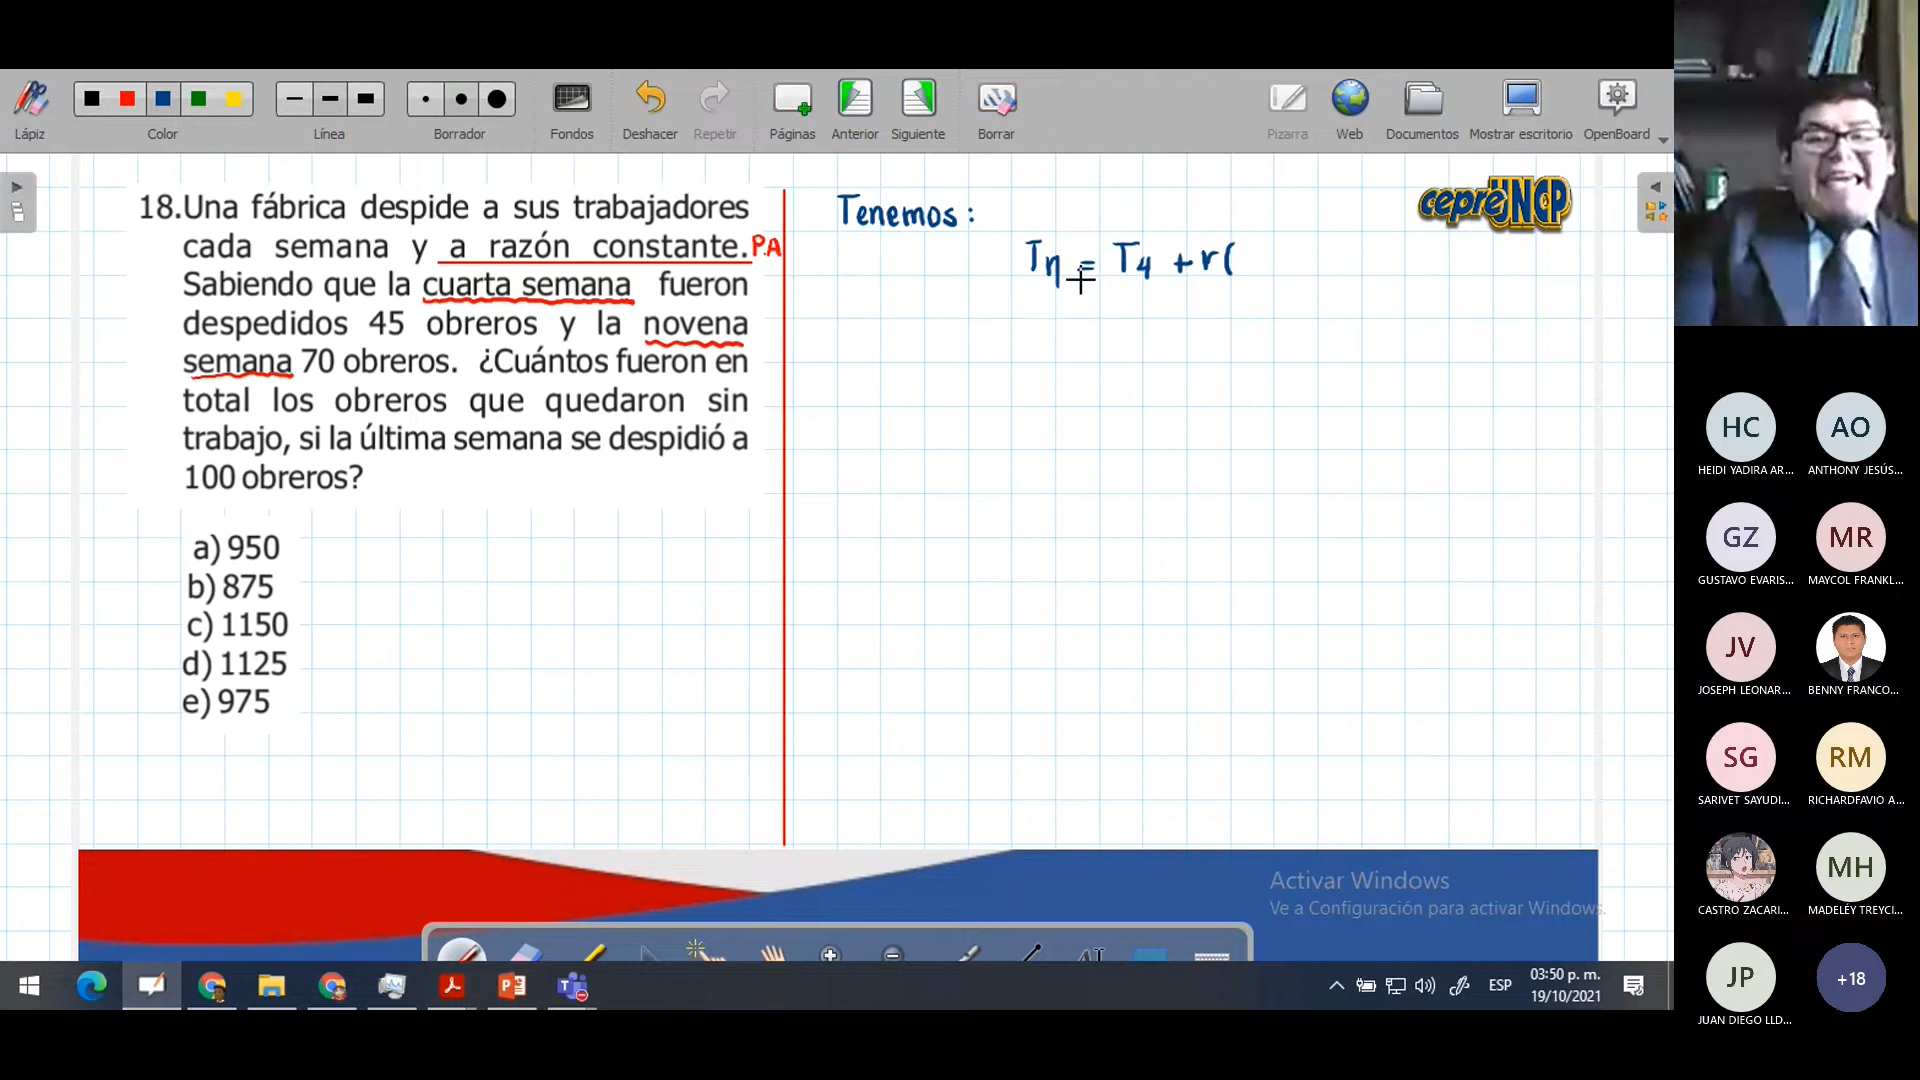 Lápiz
Color
Línea
Borrador
Fondos
Deshacer
Repetir
Páginas
Anterior
Siguiente
Borrar
Pizarra
Web
Documentos
Mostrar escritorio
OpenBoard
18.Una fábrica despide a sus trabajadores
cada semana y a razón constante. P.A
Sabiendo que la cuarta semana fueron
despedidos 45 obreros y la novena
semana 70 obreros. ¿Cuántos fueron en
total los obreros que quedaron sin
trabajo, si la última semana se despidió a
100 obreros?
a) 950
b) 875
c) 1150
d) 1125
e) 975
Tenemos:
Tη = T4 + r(
cepreUNCP
Activar Windows
Ve a Configuración para activar Windows.
ESP
03:50 p. m.
19/10/2021
HC
HEIDI YADIRA AR...
AO
ANTHONY JESÚS...
GZ
GUSTAVO EVARIS...
MR
MAYCOL FRANKL...
JV
JOSEPH LEONAR...
BENNY FRANCO...
SG
SARIVET SAYUDI...
RM
RICHARDFAVIO A...
CASTRO ZACARI...
MH
MADELÉY TREYCI...
JP
JUAN DIEGO LLD...
+18